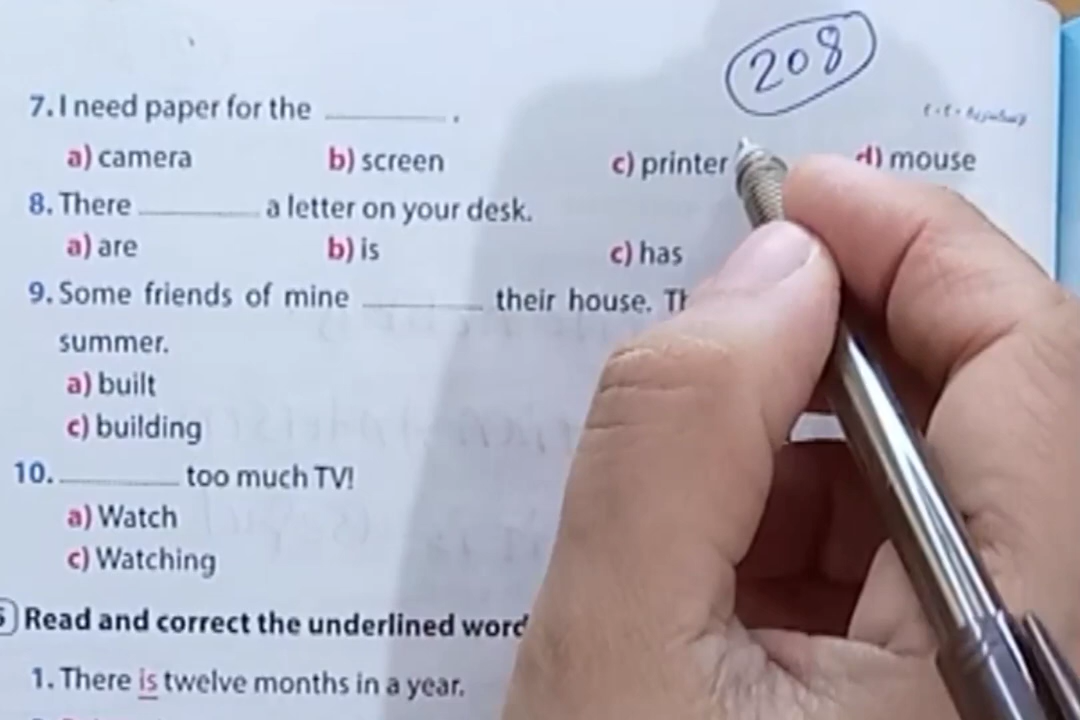 208
7. I need paper for the ________ .
a) camera b) screen c) printer d) mouse
8. There ________ a letter on your desk.
a) are b) is c) has
9. Some friends of mine ________ their house.
summer.
a) built
c) building
10. ________ too much TV!
a) Watch
c) Watching
Read and correct the underlined word
1. There is twelve months in a year.